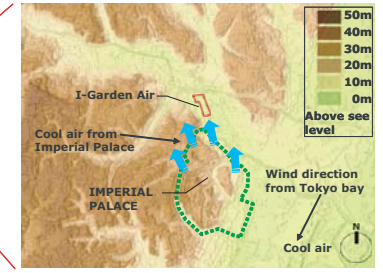 50m
40m
30m
20m
10m
0m
Above see
level
I-Garden Air
Cool air from
Imperial Palace
IMPERIAL
PALACE
Wind direction
from Tokyo bay
N
Cool air